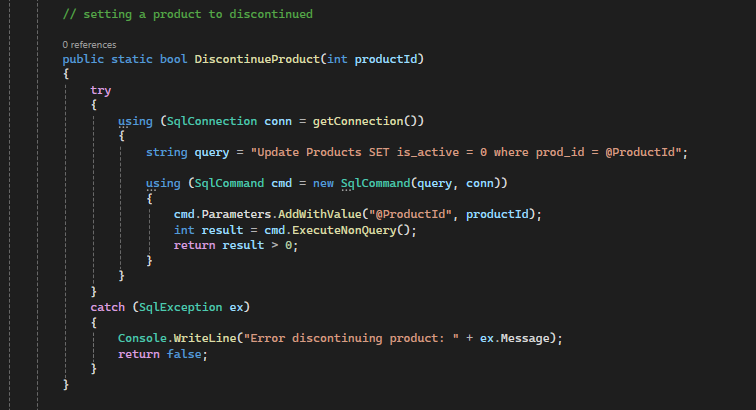 // setting a product to discontinued
0 references
public static bool DiscontinueProduct(int productId)
{
try
{
using (SqlConnection conn = getConnection())
{
string query = "Update Products SET is_active = 0 where prod_id = @ProductId";
using (SqlCommand cmd = new SqlCommand(query, conn))
{
cmd.Parameters.AddWithValue("@ProductId", productId);
int result = cmd.ExecuteNonQuery();
return result > 0;
}
}
}
catch (SqlException ex)
{
Console.WriteLine("Error discontinuing product: " + ex.Message);
return false;
}
}